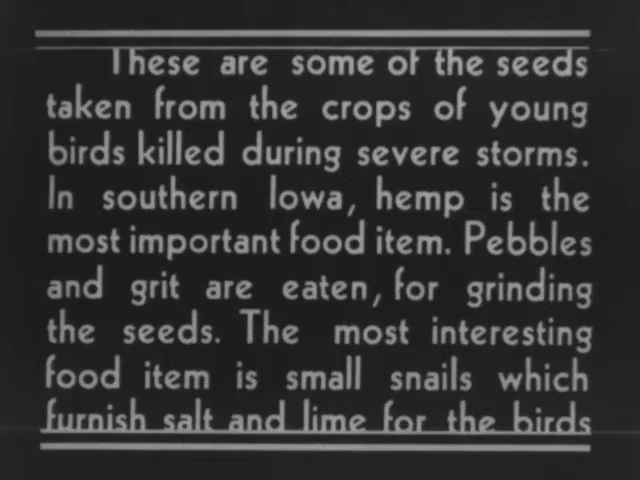 These are some of the seeds
taken from the crops of young
birds killed during severe storms.
In southern Iowa, hemp is the
most important food item. Pebbles
and grit are eaten, for grinding
the seeds. The most interesting
food item is small snails which
furnish salt and lime for the birds